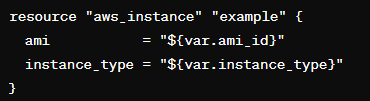 resource "aws_instance" "example" {
  ami           = "${var.ami_id}"
  instance_type = "${var.instance_type}"
}